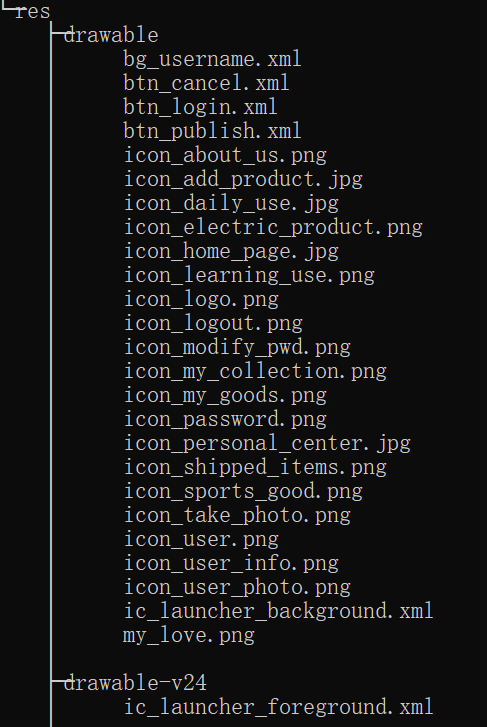 res
drawable
bg_username.xml
btn_cancel.xml
btn_login.xml
btn_publish.xml
icon_about_us.png
icon_add_product.jpg
icon_daily_use.jpg
icon_electric_product.png
icon_home_page.jpg
icon_learning_use.png
icon_logo.png
icon_logout.png
icon_modify_pwd.png
icon_my_collection.png
icon_my_goods.png
icon_password.png
icon_personal_center.jpg
icon_shipped_items.png
icon_sports_good.png
icon_take_photo.png
icon_user.png
icon_user_info.png
icon_user_photo.png
ic_launcher_background.xml
my_love.png
drawable-v24
ic_launcher_foreground.xml